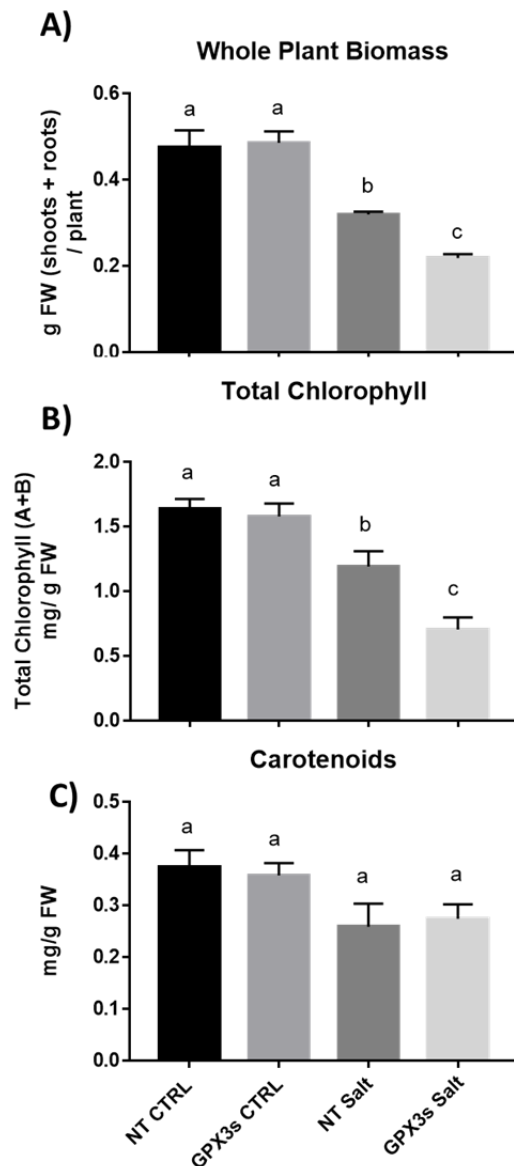 A)
Whole Plant Biomass
g FW (shoots + roots)
/ plant
0.6
0.4
0.2
0.0
a
a
b
c
B)
Total Chlorophyll
Total Chlorophyll (A+B)
mg/ g FW
2.0
1.5
1.0
0.5
0.0
a
a
b
c
C)
Carotenoids
mg/g FW
0.5
0.4
0.3
0.2
0.1
0.0
a
a
a
a
NT CTRL
GPX3s CTRL
NT Salt
GPX3s Salt